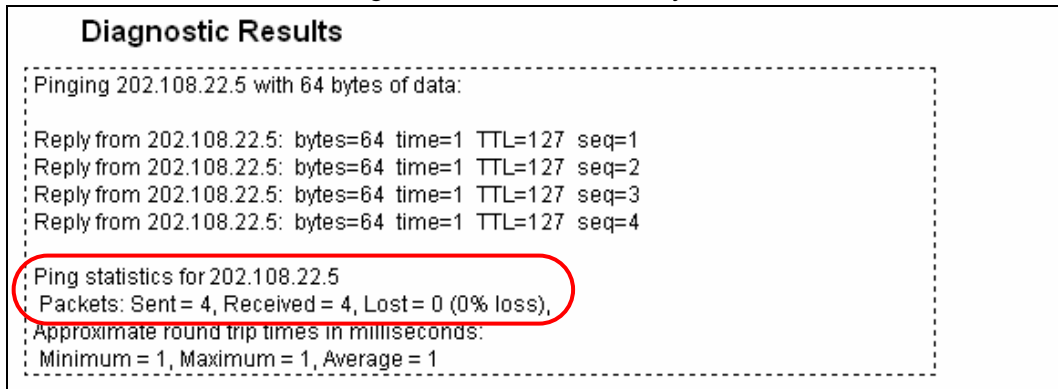 Diagnostic Results
Pinging 202.108.22.5 with 64 bytes of data:
Reply from 202.108.22.5: bytes=64 time=1 TTL=127 seq=1
Reply from 202.108.22.5: bytes=64 time=1 TTL=127 seq=2
Reply from 202.108.22.5: bytes=64 time=1 TTL=127 seq=3
Reply from 202.108.22.5: bytes=64 time=1 TTL=127 seq=4
Ping statistics for 202.108.22.5
Packets: Sent = 4, Received = 4, Lost = 0 (0% loss),
Approximate round trip times in milliseconds:
Minimum = 1, Maximum = 1, Average = 1